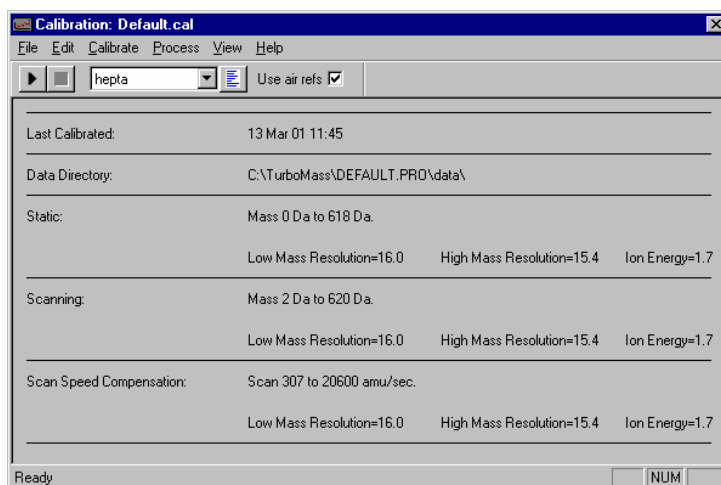 Calibration: Default.cal
File Edit Calibrate Process View Help
hepta Use air refs
Last Calibrated: 13 Mar 01 11:45
Data Directory: C:\TurboMass\DEFAULT.PRO\data\
Static: Mass 0 Da to 618 Da.
Low Mass Resolution=16.0 High Mass Resolution=15.4 Ion Energy=1.7
Scanning: Mass 2 Da to 620 Da.
Low Mass Resolution=16.0 High Mass Resolution=15.4 Ion Energy=1.7
Scan Speed Compensation: Scan 307 to 20600 amu/sec.
Low Mass Resolution=16.0 High Mass Resolution=15.4 Ion Energy=1.7
Ready NUM